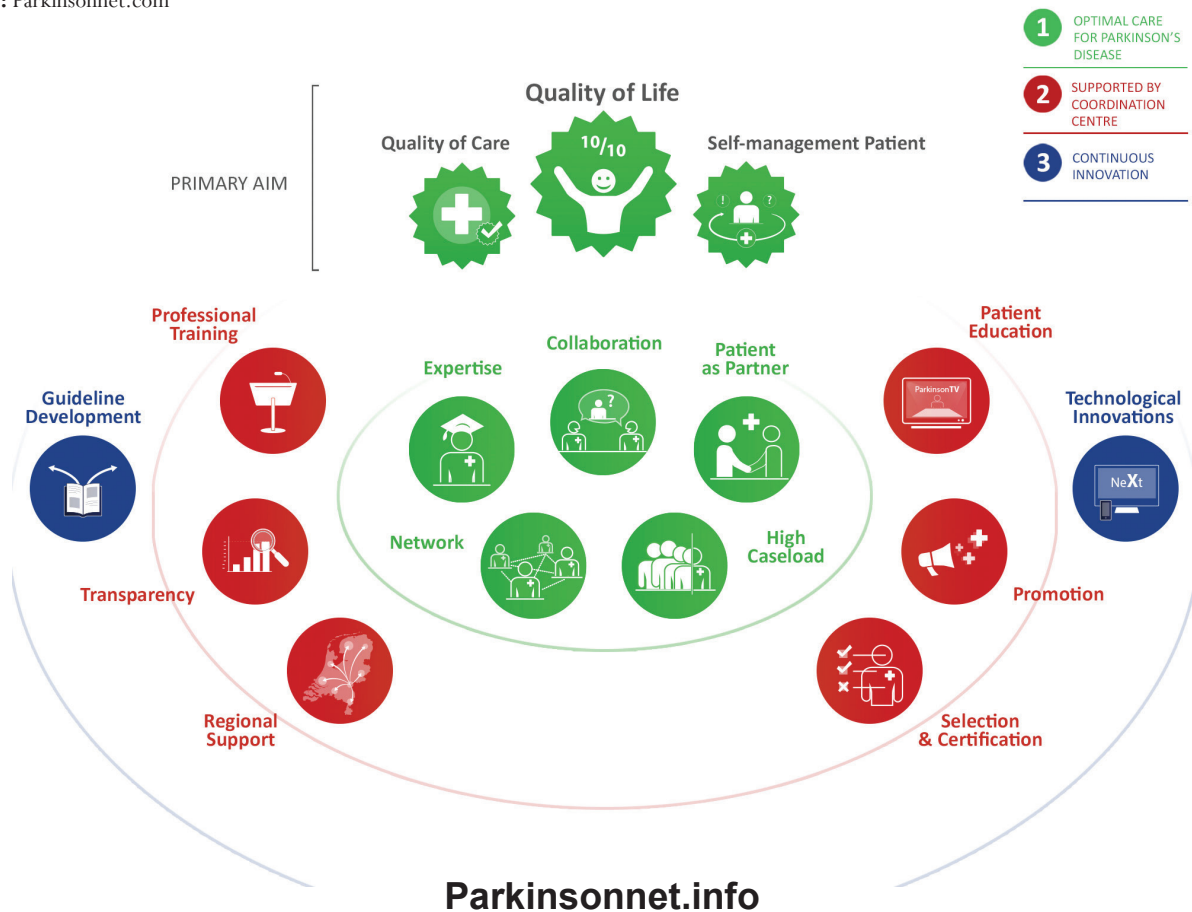 : Parkinsonnet.com
1
OPTIMAL CARE
FOR PARKINSON'S
DISEASE
2
SUPPORTED BY
COORDINATION
CENTRE
3
CONTINUOUS
INNOVATION
PRIMARY AIM
Quality of Life
Quality of Care
Self-management Patient
10/10
!
?
Professional
Training
Patient
Education
Collaboration
Expertise
Patient
as Partner
Guideline
Development
Technological
Innovations
?
ParkinsonTV
NeXt
Network
High
Caseload
Transparency
Promotion
Regional
Support
Selection
& Certification
Parkinsonnet.info